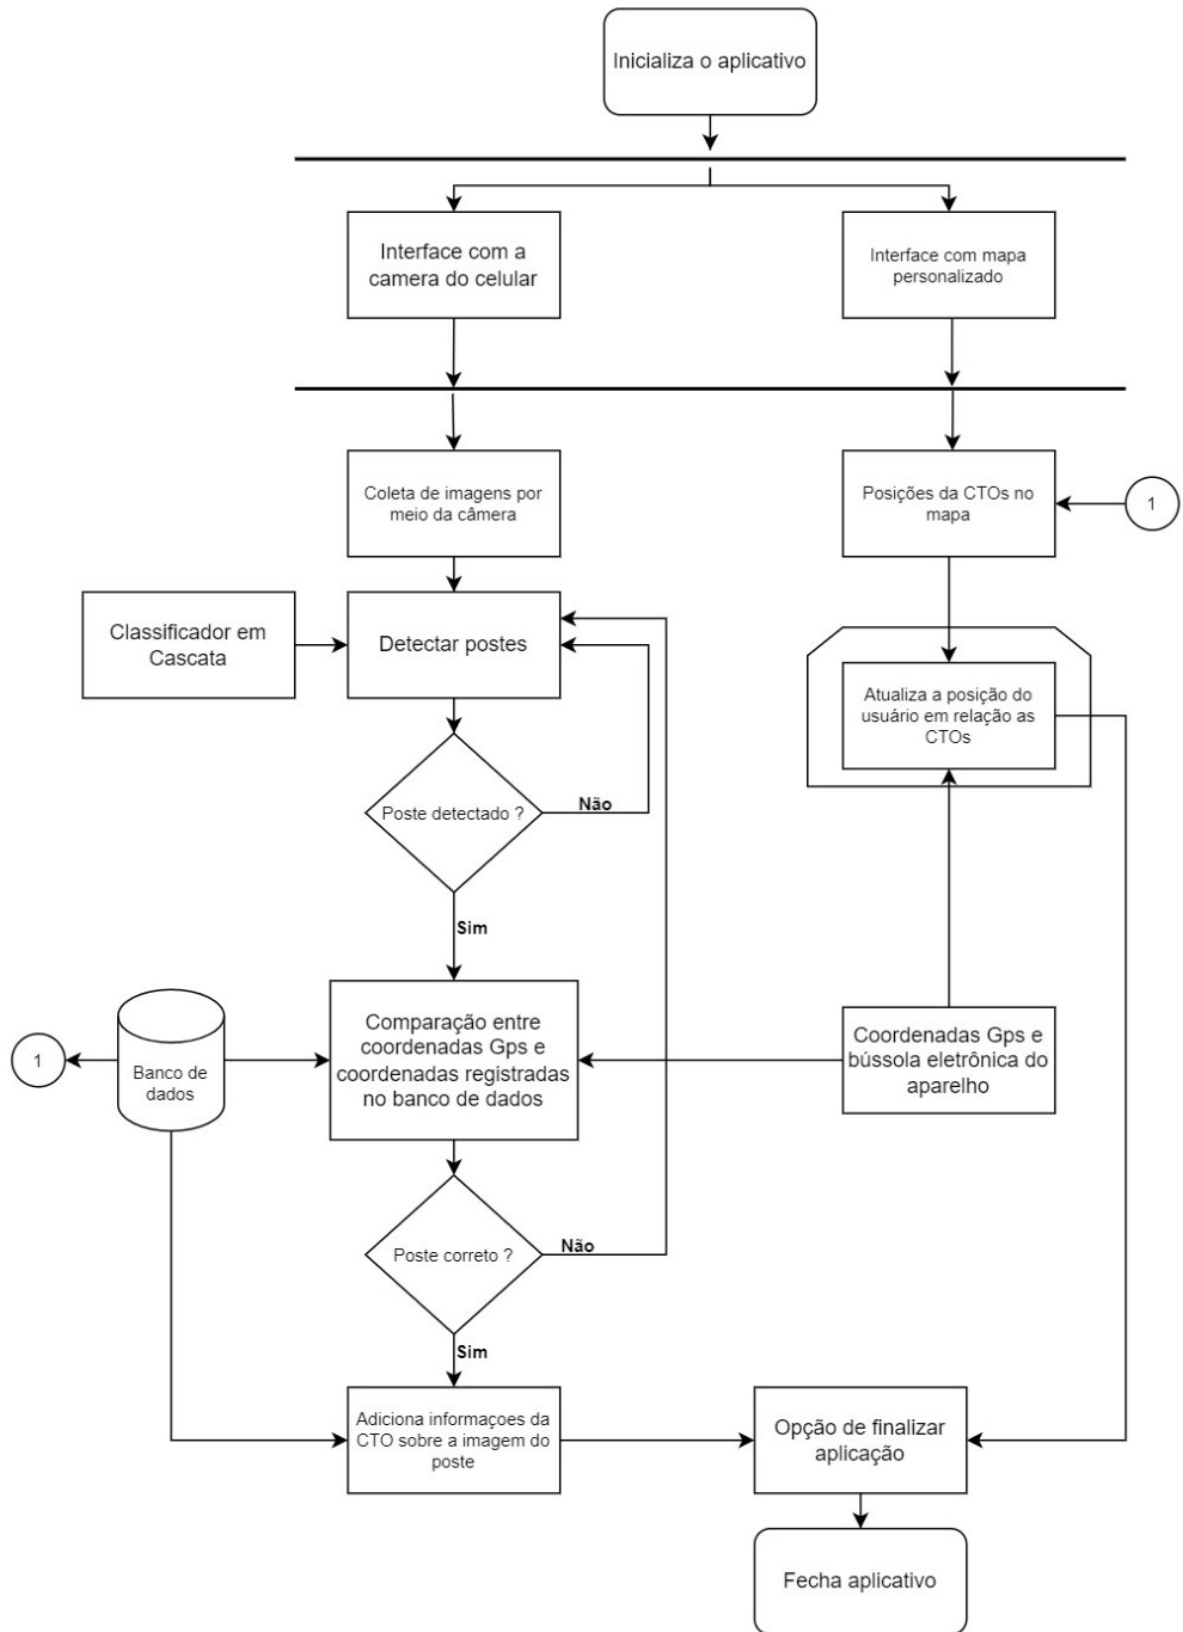 Inicializa o aplicativo
Interface com a
camera do celular
Interface com mapa
personalizado
Coleta de imagens por
meio da câmera
Posições da CTOs no
mapa
1
Classificador em
Cascata
Detectar postes
Atualiza a posição do
usuário em relação as
CTOs
Poste detectado ?
Não
Sim
1
Banco de
dados
Comparação entre
coordenadas Gps e
coordenadas registradas
no banco de dados
Coordenadas Gps e
bússola eletrônica do
aparelho
Poste correto ?
Não
Sim
Adiciona informaçoes da
CTO sobre a imagem do
poste
Opção de finalizar
aplicação
Fecha aplicativo